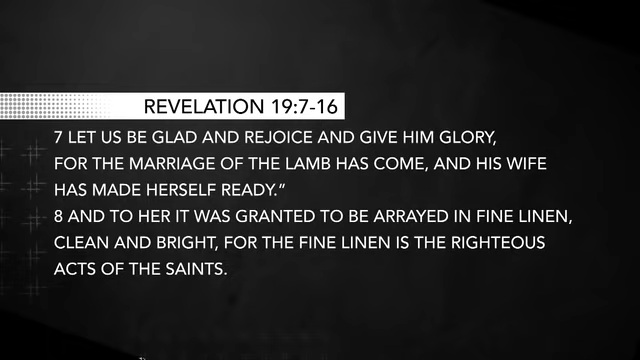 REVELATION 19:7-16
7 LET US BE GLAD AND REJOICE AND GIVE HIM GLORY,
FOR THE MARRIAGE OF THE LAMB HAS COME, AND HIS WIFE
HAS MADE HERSELF READY.”
8 AND TO HER IT WAS GRANTED TO BE ARRAYED IN FINE LINEN,
CLEAN AND BRIGHT, FOR THE FINE LINEN IS THE RIGHTEOUS
ACTS OF THE SAINTS.